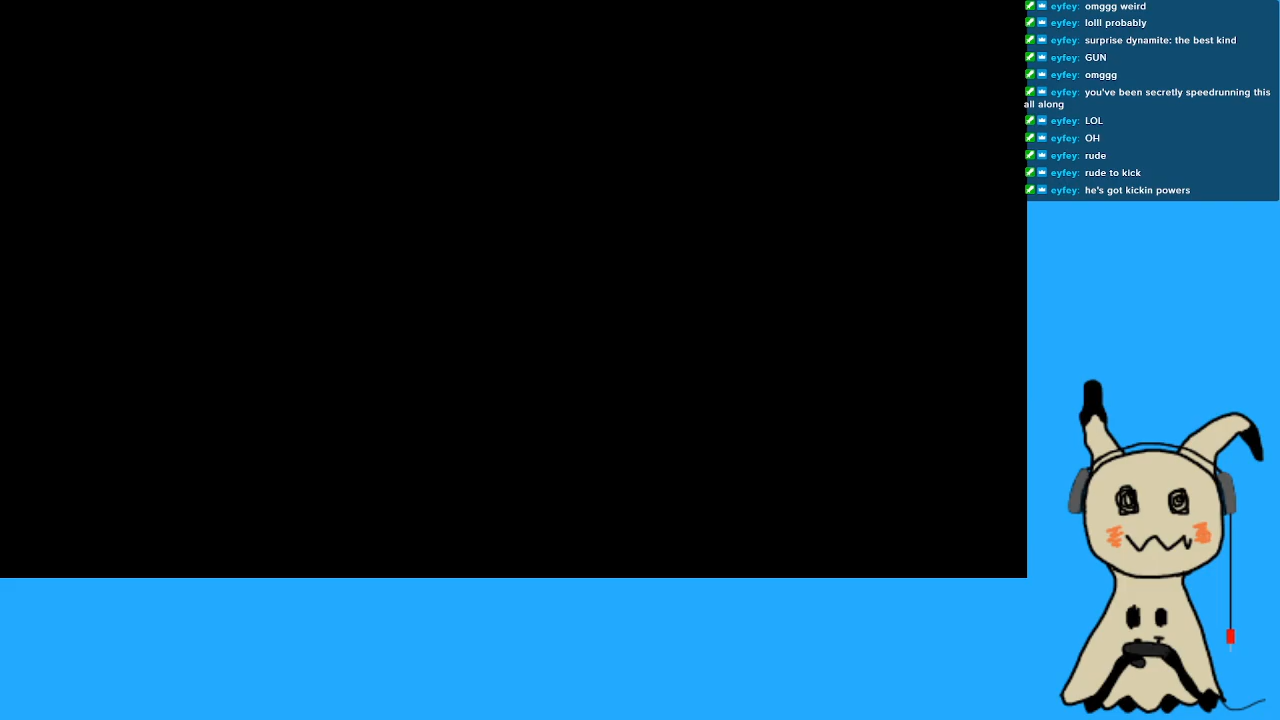 eyfey: omggg weird
eyfey: lolll probably
eyfey: surprise dynamite: the best kind
eyfey: GUN
eyfey: omggg
eyfey: you've been secretly speedrunning this
all along
eyfey: LOL
eyfey: OH
eyfey: rude
eyfey: rude to kick
eyfey: he's got kickin powers